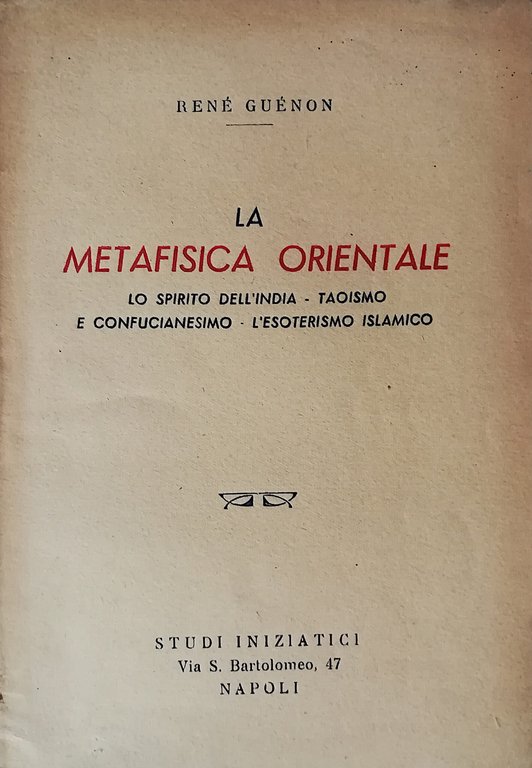 RENÉ GUÉNON
LA
METAFISICA ORIENTALE
LO SPIRITO DELL'INDIA - TAOISMO
E CONFUCIANESIMO - L'ESOTERISMO ISLAMICO
STUDI INIZIATICI
Via S. Bartolomeo, 47
NAPOLI